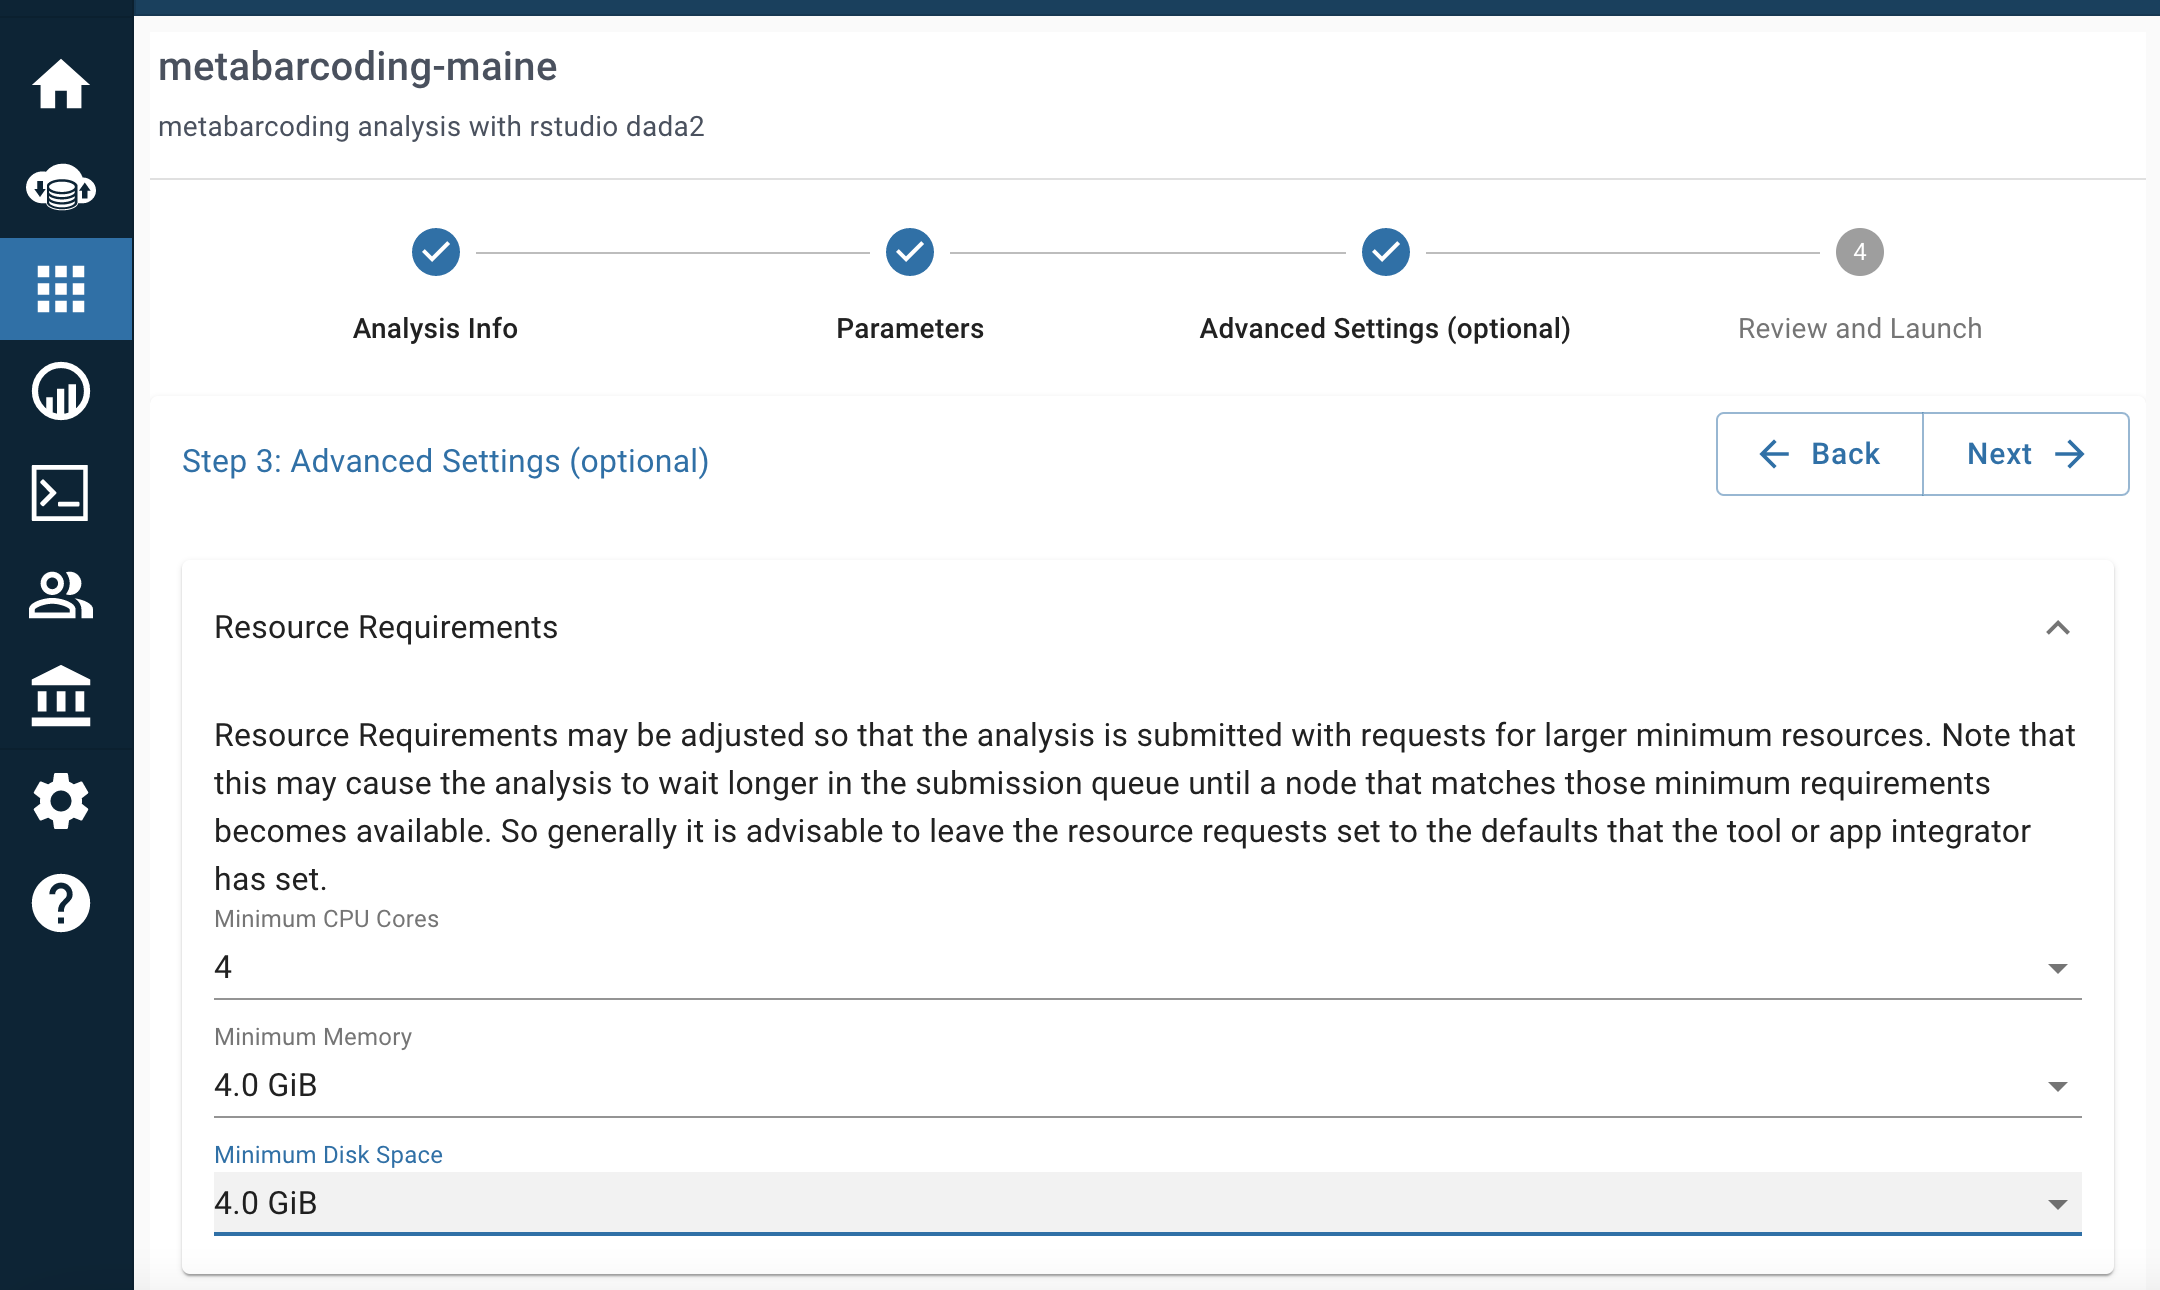 metabarcoding-maine
metabarcoding analysis with rstudio dada2
4
Analysis Info
Parameters
Advanced Settings (optional)
Review and Launch
Step 3: Advanced Settings (optional)
Back
Next
Resource Requirements
Resource Requirements may be adjusted so that the analysis is submitted with requests for larger minimum resources. Note that
this may cause the analysis to wait longer in the submission queue until a node that matches those minimum requirements
becomes available. So generally it is advisable to leave the resource requests set to the defaults that the tool or app integrator
has set.
Minimum CPU Cores
4
Minimum Memory
4.0 GiB
Minimum Disk Space
4.0 GiB